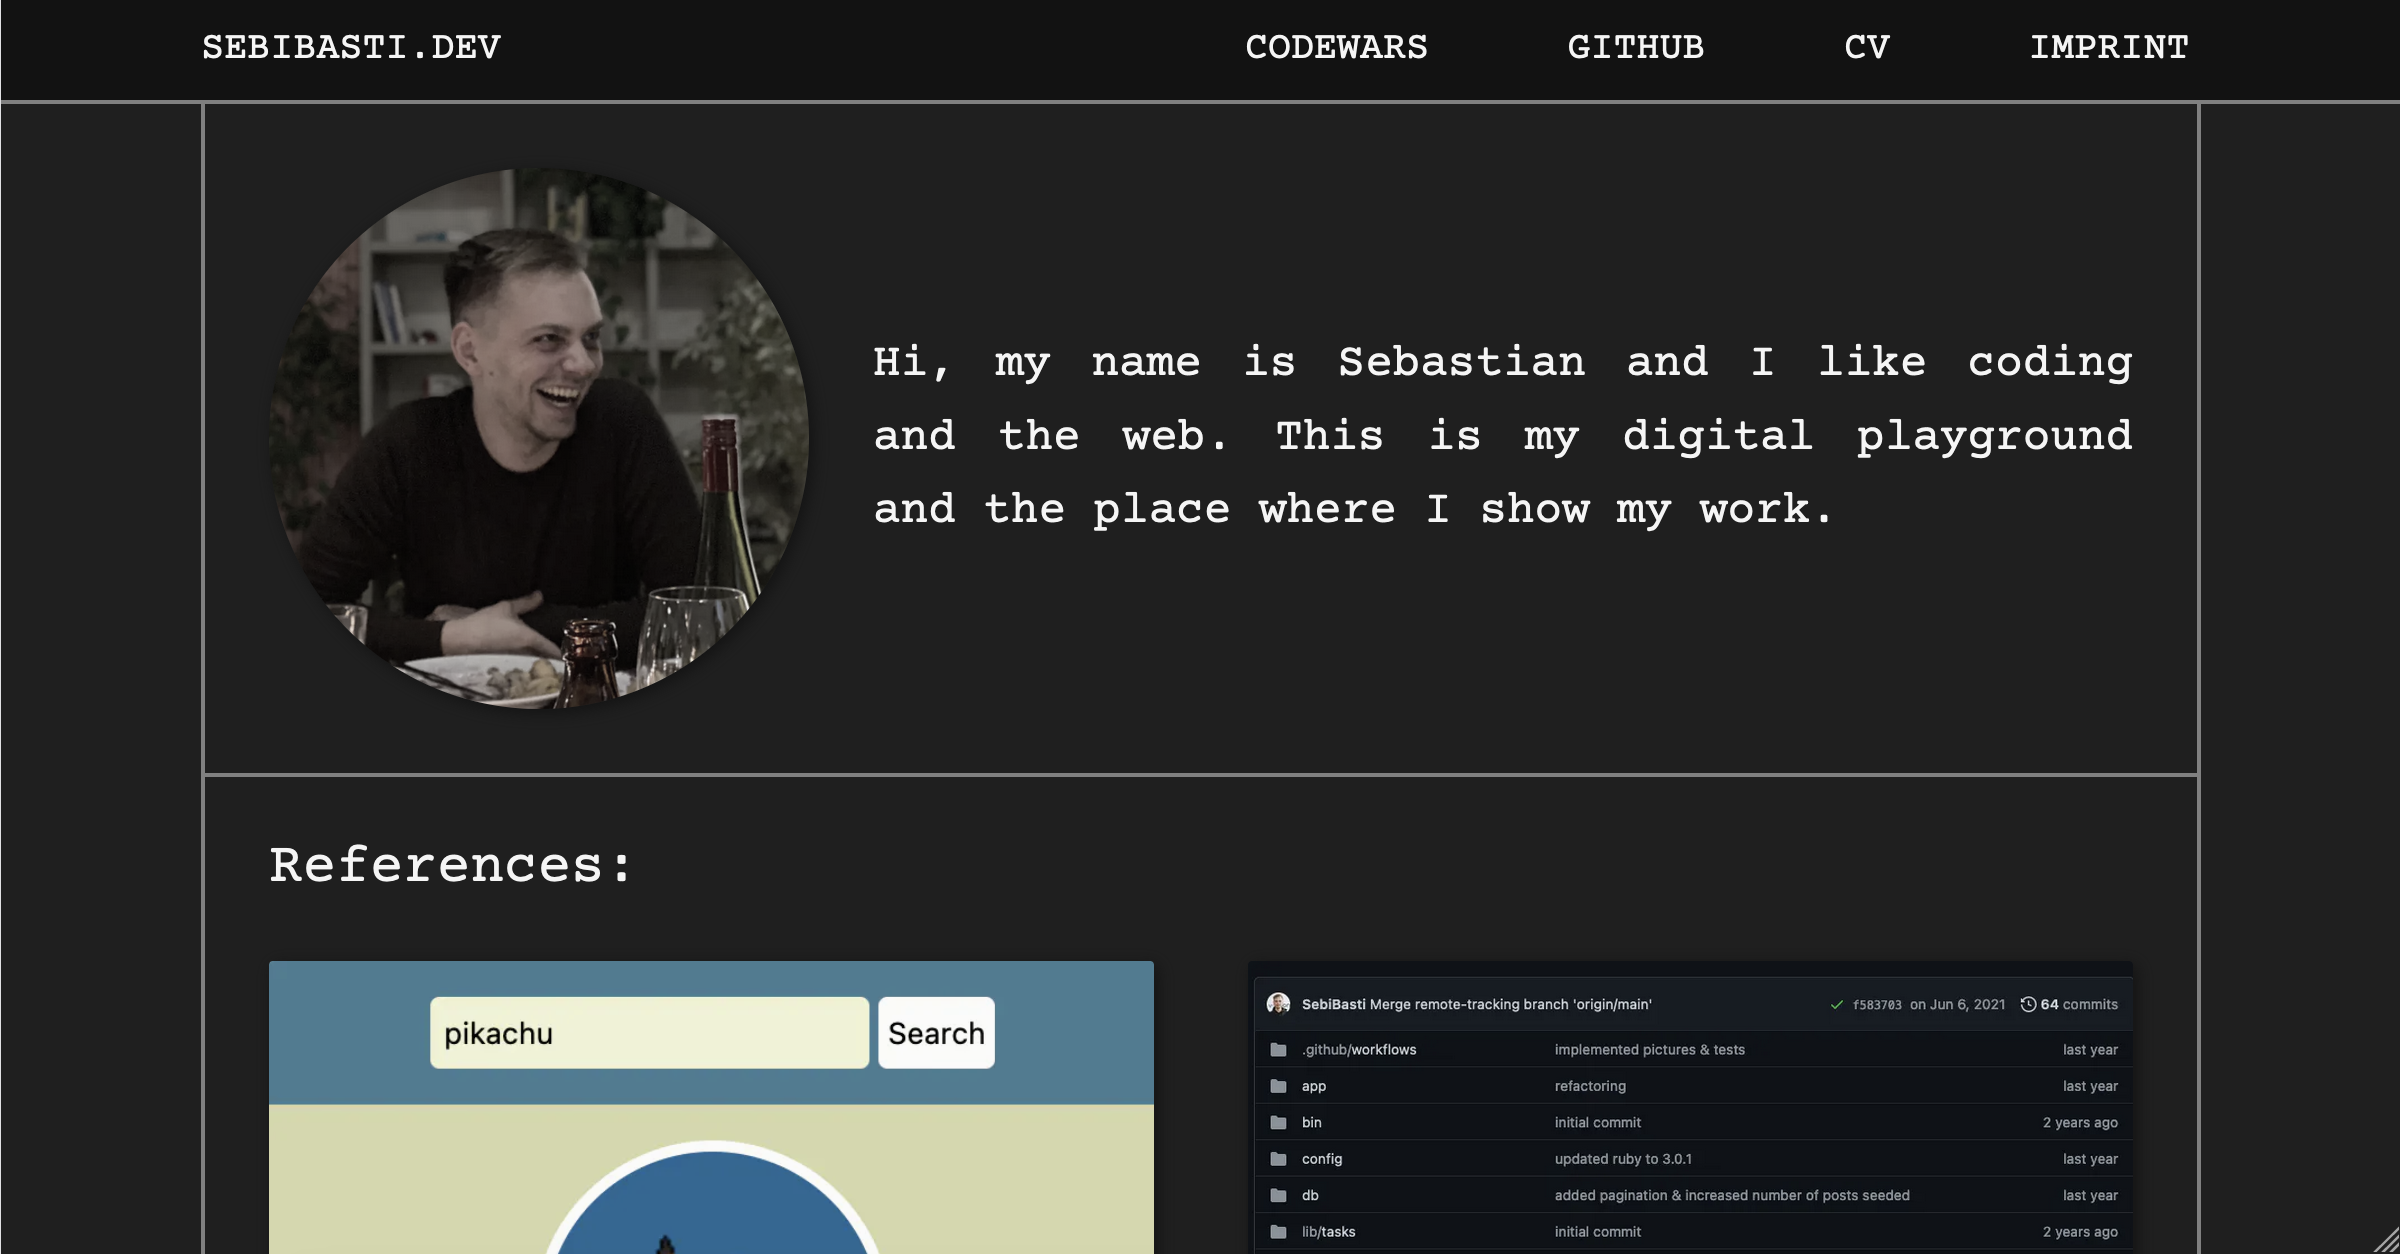 SEBIBASTI.DEV CODEWARS GITHUB CV IMPRINT
Hi, my name is Sebastian and I like coding
and the web. This is my digital playground
and the place where I show my work.
References:
pikachu Search
SebiBasti Merge remote-tracking branch 'origin/main' f583703 on Jun 6, 2021 64 commits
.github/workflows implemented pictures & tests last year
app refactoring last year
bin initial commit 2 years ago
config updated ruby to 3.0.1 last year
db added pagination & increased number of posts seeded last year
lib/tasks initial commit 2 years ago